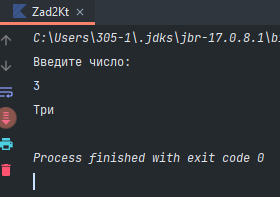 Zad2Kt
C:\Users\305-1\.jdks\jbr-17.0.8.1\bi
Введите число:
3
Три
Process finished with exit code 0